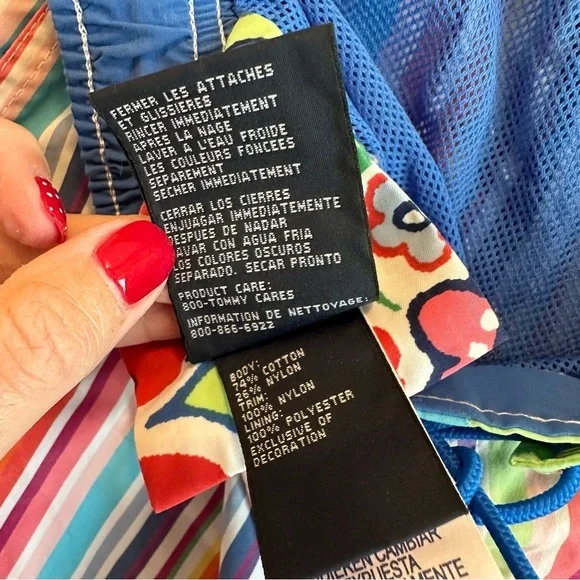 FERMER LES ATTACHES
ET GLISSIERES
RINCER IMMEDIATEMENT
APRES LA NAGE
LAVER A L'EAU FROIDE
LES COULEURS FONCEES
SEPAREMENT
SECHER IMMEDIATEMENT
CERRAR LOS CIERRES
ENJUAGAR IMMEDIATEMENTE
DESPUES DE NADAR
LAVAR CON AGUA FRIA
LOS COLORES OSCUROS
SEPARADO. SECAR PRONTO
PRODUCT CARE:
800-TOMMY CARES
INFORMATION DE NETTOYAGE:
800-866-6922
BODY:
74% COTTON
26% NYLON
TRIM:
100% NYLON
LINING:
100% POLYESTER
EXCLUSIVE OF
DECORATION
CAMBIAR